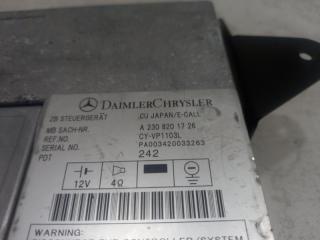 DAIMLERCHRYSLER
ZB STEUERGERÄT .CU JAPAN/E-CALL
MB SACH-NR. A 230 820 17 26
REF.NO. CY-VP1103L
SERIAL NO. PA003420033263
PDT 242
12V 4Ω
WARNING: